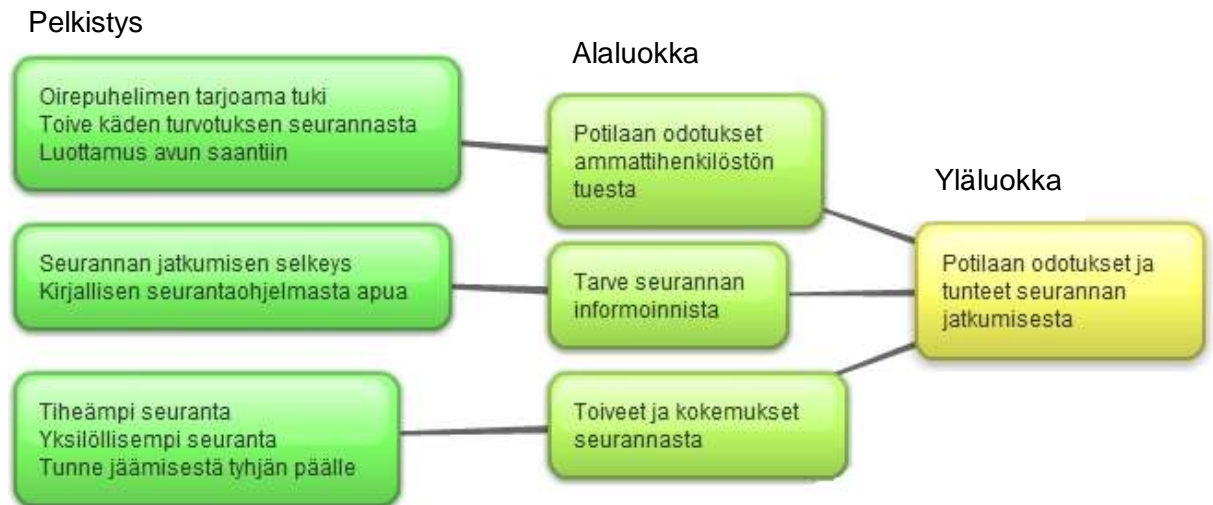 Pelkistys
Oirepuhelimen tarjoama tuki
Toive käden turvotuksen seurannasta
Luottamus avun saantiin
Seurannan jatkumisen selkeys
Kirjallisen seurantaohjelmasta apua
Tiheämpi seuranta
Yksilöllisempi seuranta
Tunne jäämisestä tyhjän päälle
Alaluokka
Potilaan odotukset
ammattihenkilöstön
tuesta
Tarve seurannan
informoinnista
Toiveet ja kokemukset
seurannasta
Yläluokka
Potilaan odotukset ja
tunteet seurannan
jatkumisesta